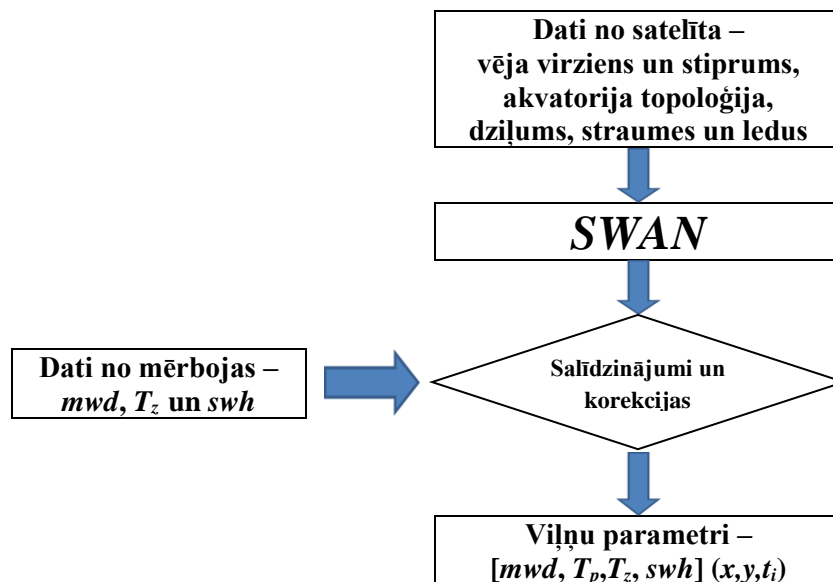 Dati no satelīta –
vēja virziens un stiprums,
akvatorija topoloģija,
dziļums, straumes un ledus
SWAN
Dati no mērbojas –
mwd, Tz un swh
Salīdzinājumi un
korekcijas
Viļņu parametri –
[mwd, Tp,Tz, swh] (x,y,ti)